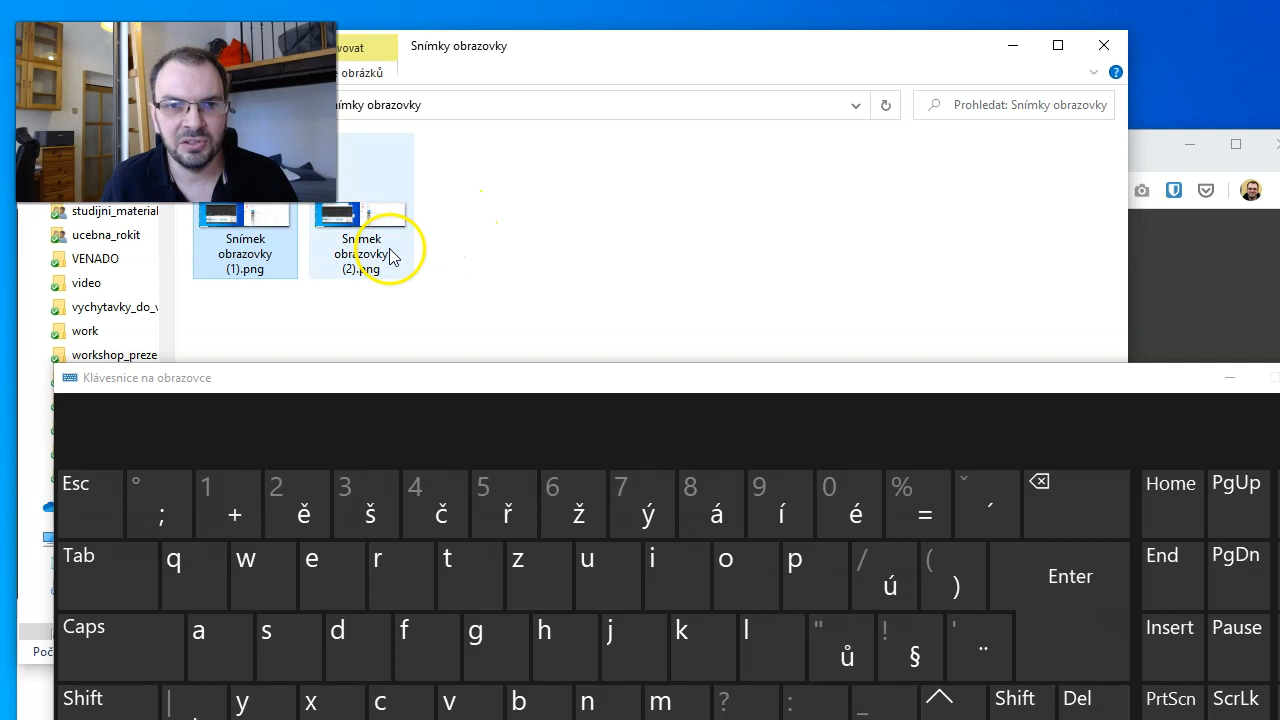 vovat
Snímky obrazovky
e obrázků
nímky obrazovky
Prohledat: Snímky obrazovky
studijni_material
ucebna_rokit
VENADO
video
vychytavky_do_v
work
workshop_preze
Snímek
obrazovky
(1).png
Snímek
obrazovky
(2).png
Klávesnice na obrazovce
Esc ° ; 1 + 2 ě 3 š 4 č 5 ř 6 ž 7 ý 8 á 9 í 0 é % = ˇ ´ Home PgUp
Tab q w e r t z u i o p / ú ( ) Enter End PgDn
Caps a s d f g h j k l " ů ! § ' ¨ Insert Pause
Poč
Shift | y x c v b n m ? : _ Shift Del PrtScn ScrLk